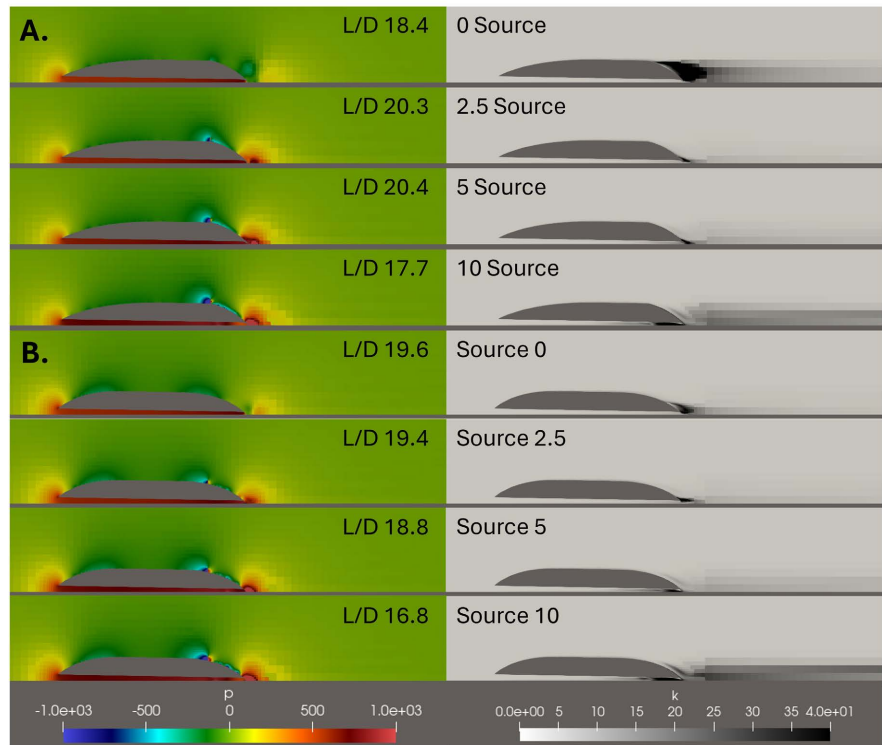 A. L/D 18.4 0 Source
L/D 20.3 2.5 Source
L/D 20.4 5 Source
L/D 17.7 10 Source
B. L/D 19.6 Source 0
L/D 19.4 Source 2.5
L/D 18.8 Source 5
L/D 16.8 Source 10
p k
-1.0e+03 -500 0 500 1.0e+03 0.0e+00 5 10 15 20 25 30 35 4.0e+01